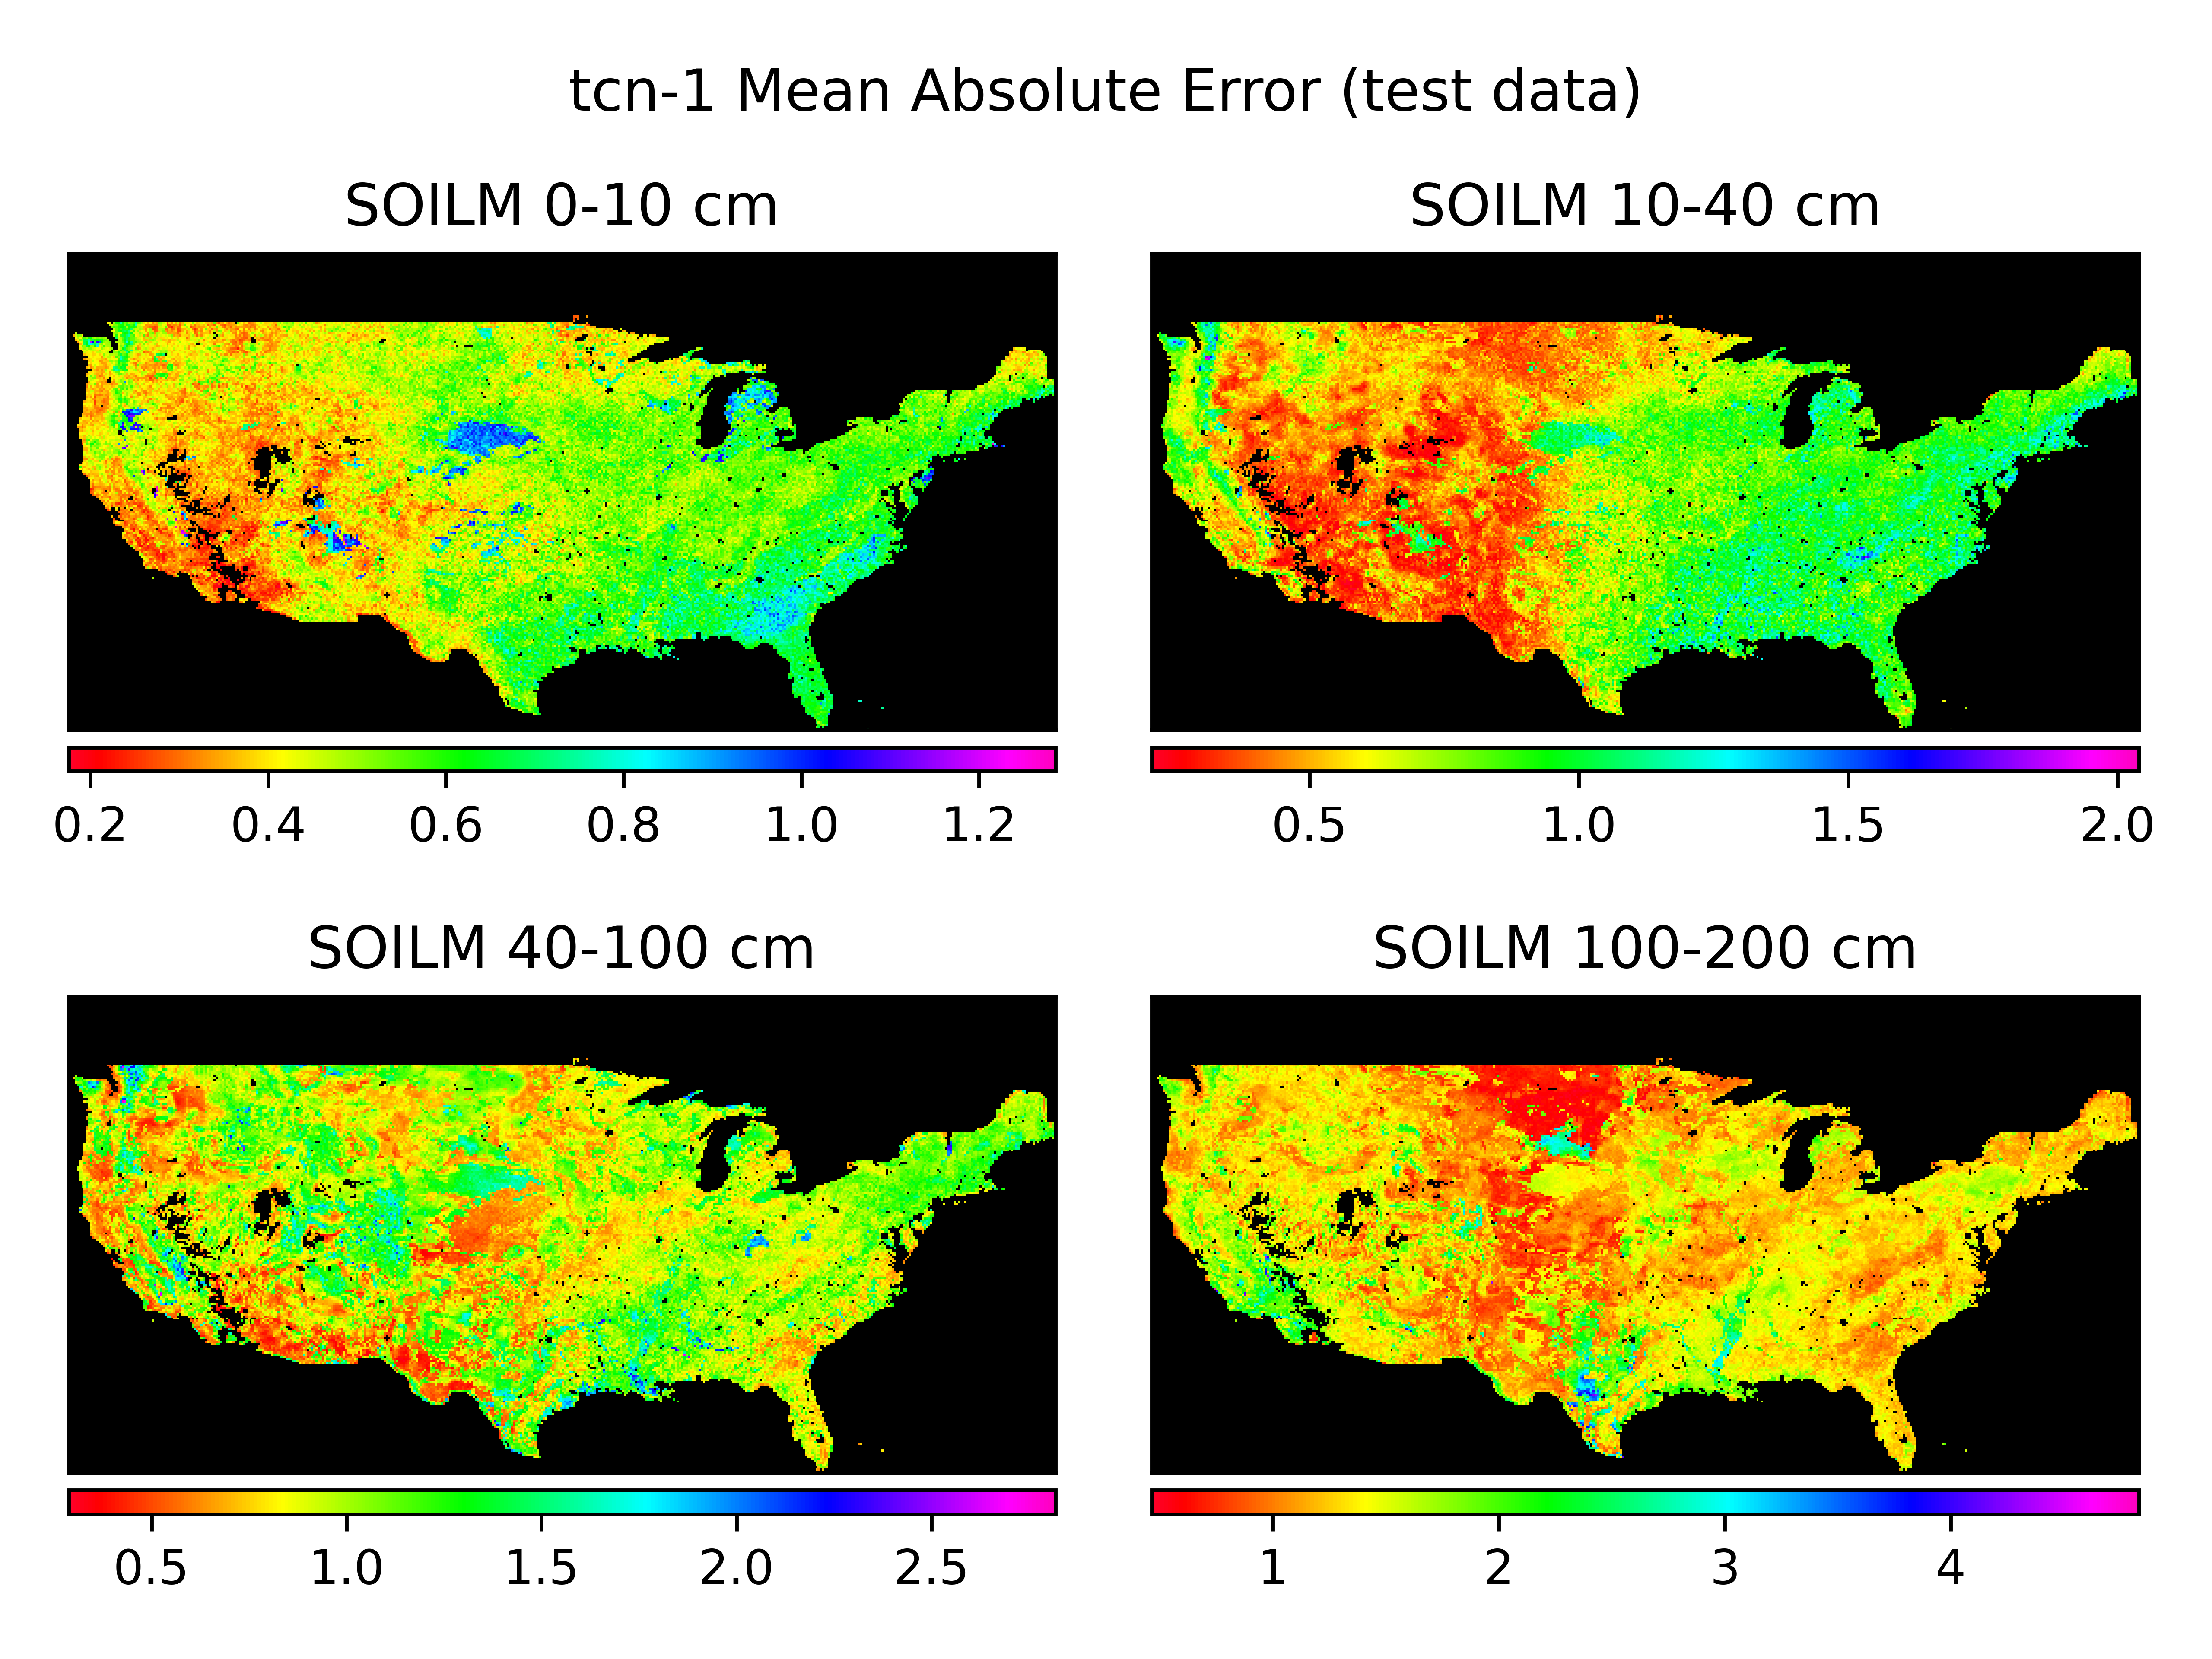 tcn-1 Mean Absolute Error (test data)
SOILM 0-10 cm
SOILM 10-40 cm
0.2 0.4 0.6 0.8 1.0 1.2
0.5 1.0 1.5 2.0
SOILM 40-100 cm
SOILM 100-200 cm
0.5 1.0 1.5 2.0 2.5
1 2 3 4